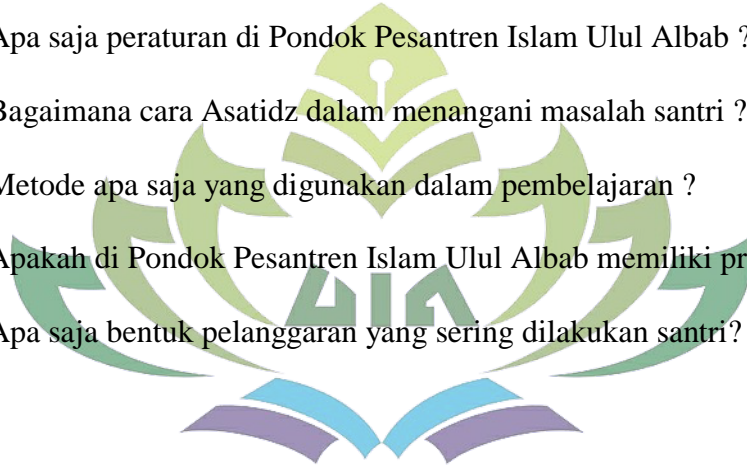 Apa saja peraturan di Pondok Pesantren Islam Ulul Albab ?
Bagaimana cara Asatidz dalam menangani masalah santri ?
Metode apa saja yang digunakan dalam pembelajaran ?
Apakah di Pondok Pesantren Islam Ulul Albab memiliki
Apa saja bentuk pelanggaran yang sering dilakukan santri?